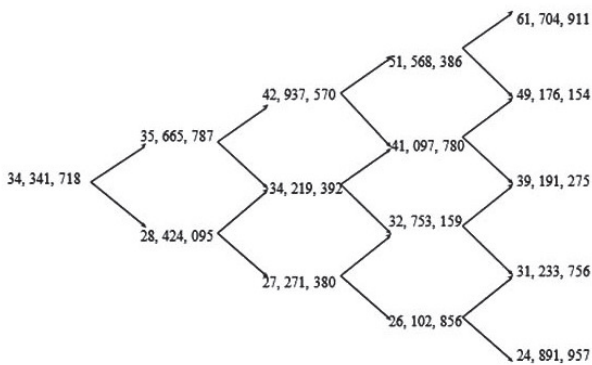 61, 704, 911
51, 568, 386
42, 937, 570
49, 176, 154
35, 665, 787
41, 097, 780
34, 341, 718
34, 219, 392
39, 191, 275
28, 424, 095
32, 753, 159
27, 271, 380
31, 233, 756
26, 102, 856
24, 891, 957